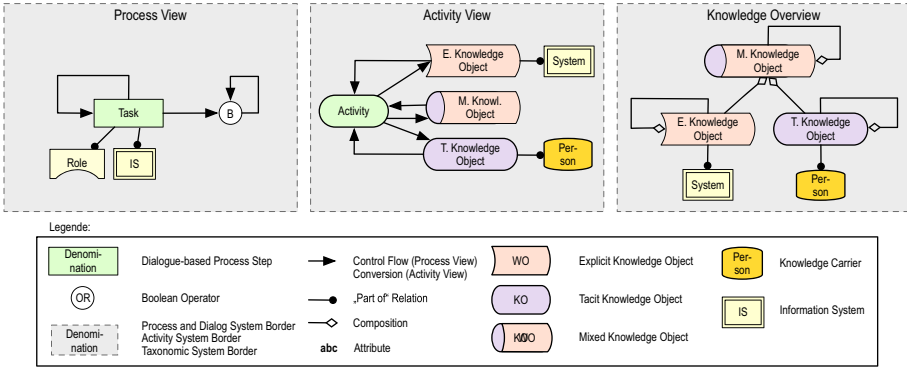 Process View
Task
B
Role
IS
Activity View
E. Knowledge
Object
System
Activity
M. Knowl.
Object
T. Knowledge
Object
Per-
son
Knowledge Overview
M. Knowledge
Object
E. Knowledge
Object
T. Knowledge
Object
System
Per-
son
Legende:
Denomi-
nation
Dialogue-based Process Step
OR
Boolean Operator
Denomi-
nation
Process and Dialog System Border
Activity System Border
Taxonomic System Border
Control Flow (Process View)
Conversion (Activity View)
„Part of“ Relation
Composition
abc
Attribute
WO
Explicit Knowledge Object
KO
Tacit Knowledge Object
Mixed Knowledge Object
Per-
son
Knowledge Carrier
IS
Information System